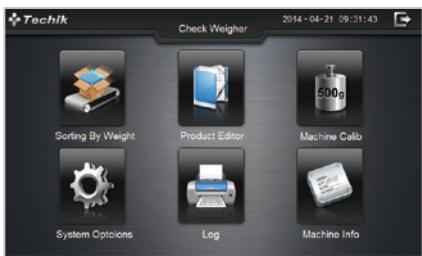 Techik
Check Weigher
2014-04-21 09:31:43
500g
Sorting By Weight
Product Editor
Machine Calib
System Optcions
Log
Machine Info